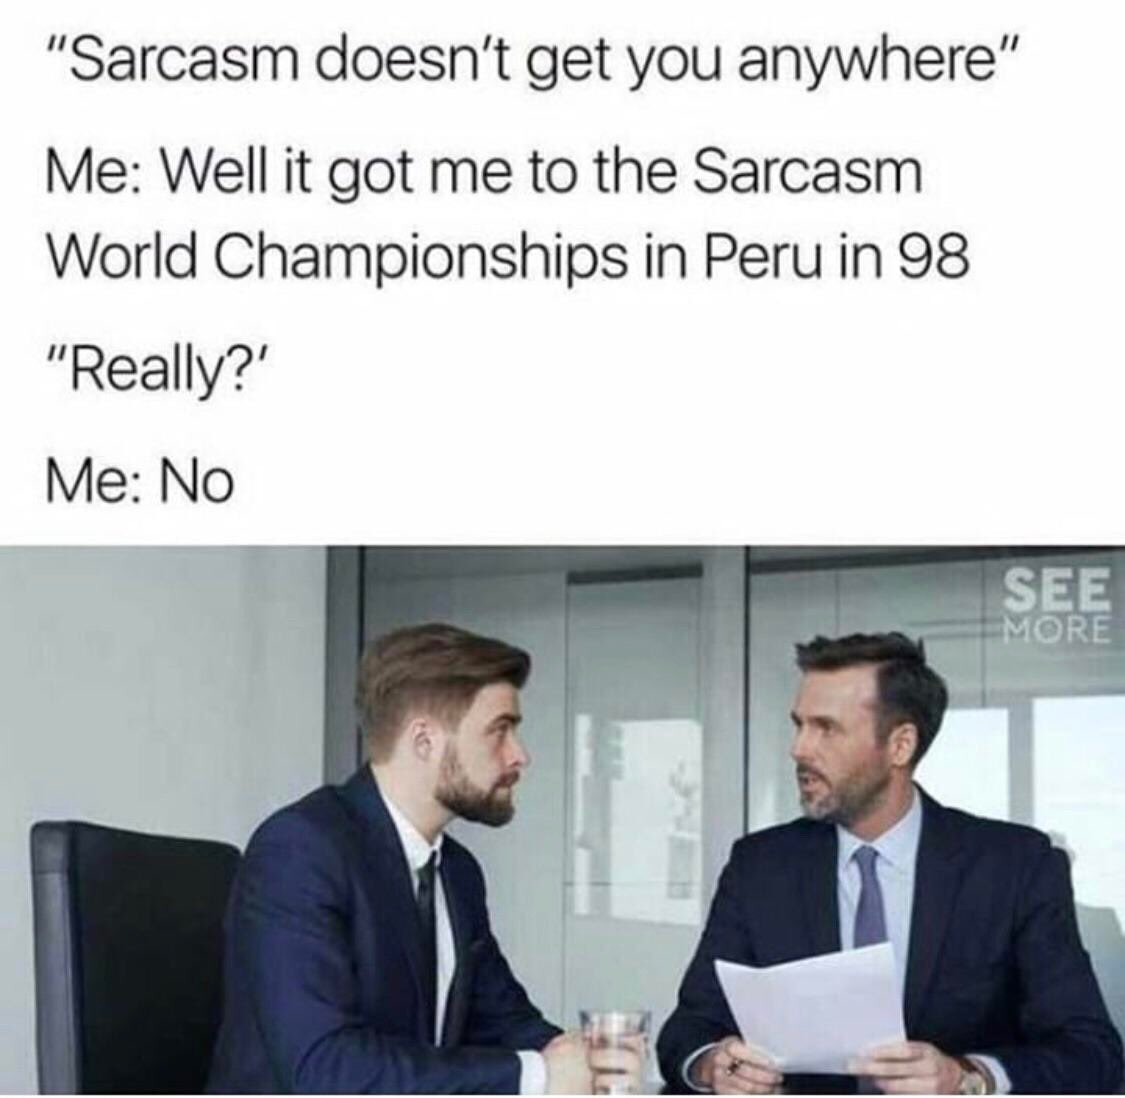 "Sarcasm doesn't get you anywhere"
Me: Well it got me to the Sarcasm
World Championships in Peru in 98
"Really?'
Me: No
SEE
MORE